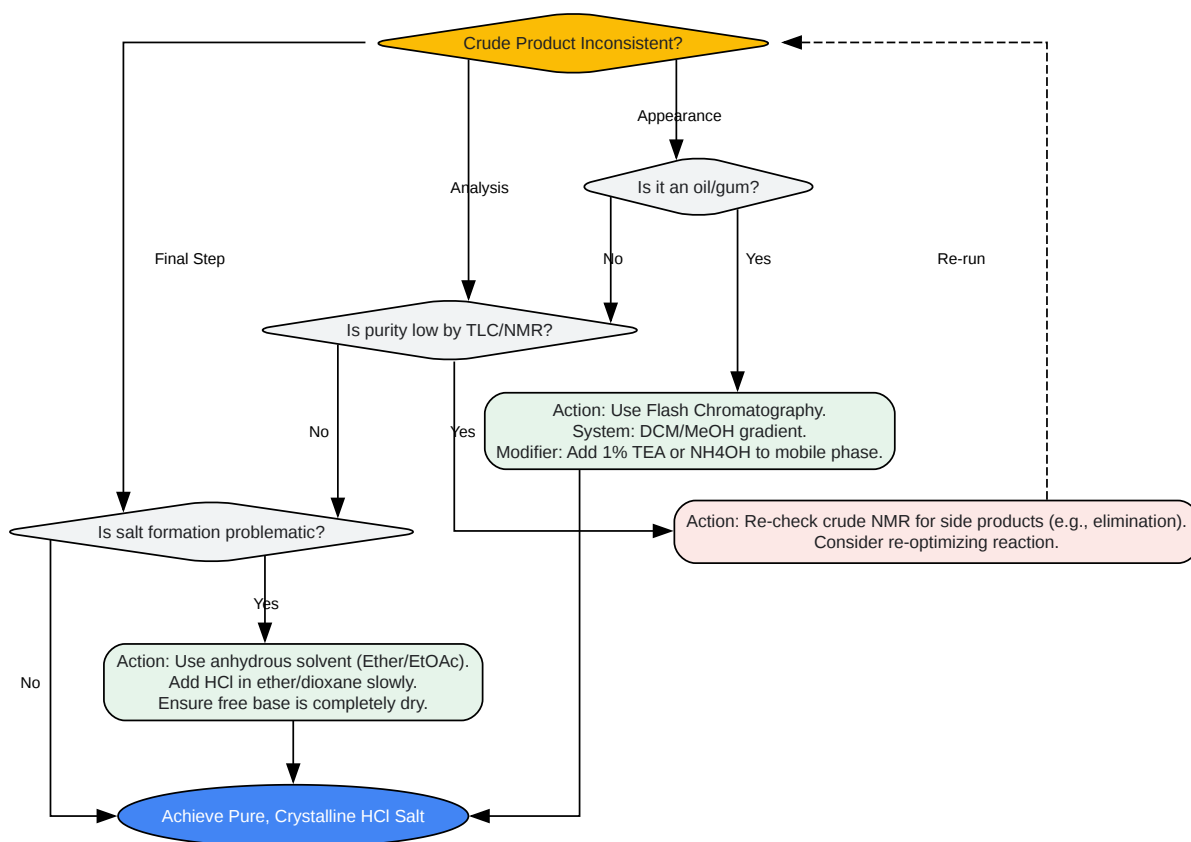 Crude Product Inconsistent?
Appearance
Is it an oil/gum?
Analysis
Final Step
No
Yes
Re-run
Is purity low by TLC/NMR?
Action: Use Flash Chromatography.
System: DCM/MeOH gradient.
Modifier: Add 1% TEA or NH4OH to mobile phase.
No
Yes
Action: Re-check crude NMR for side products (e.g., elimination).
Consider re-optimizing reaction.
Is salt formation problematic?
Yes
No
Action: Use anhydrous solvent (Ether/EtOAc).
Add HCl in ether/dioxane slowly.
Ensure free base is completely dry.
Achieve Pure, Crystalline HCl Salt